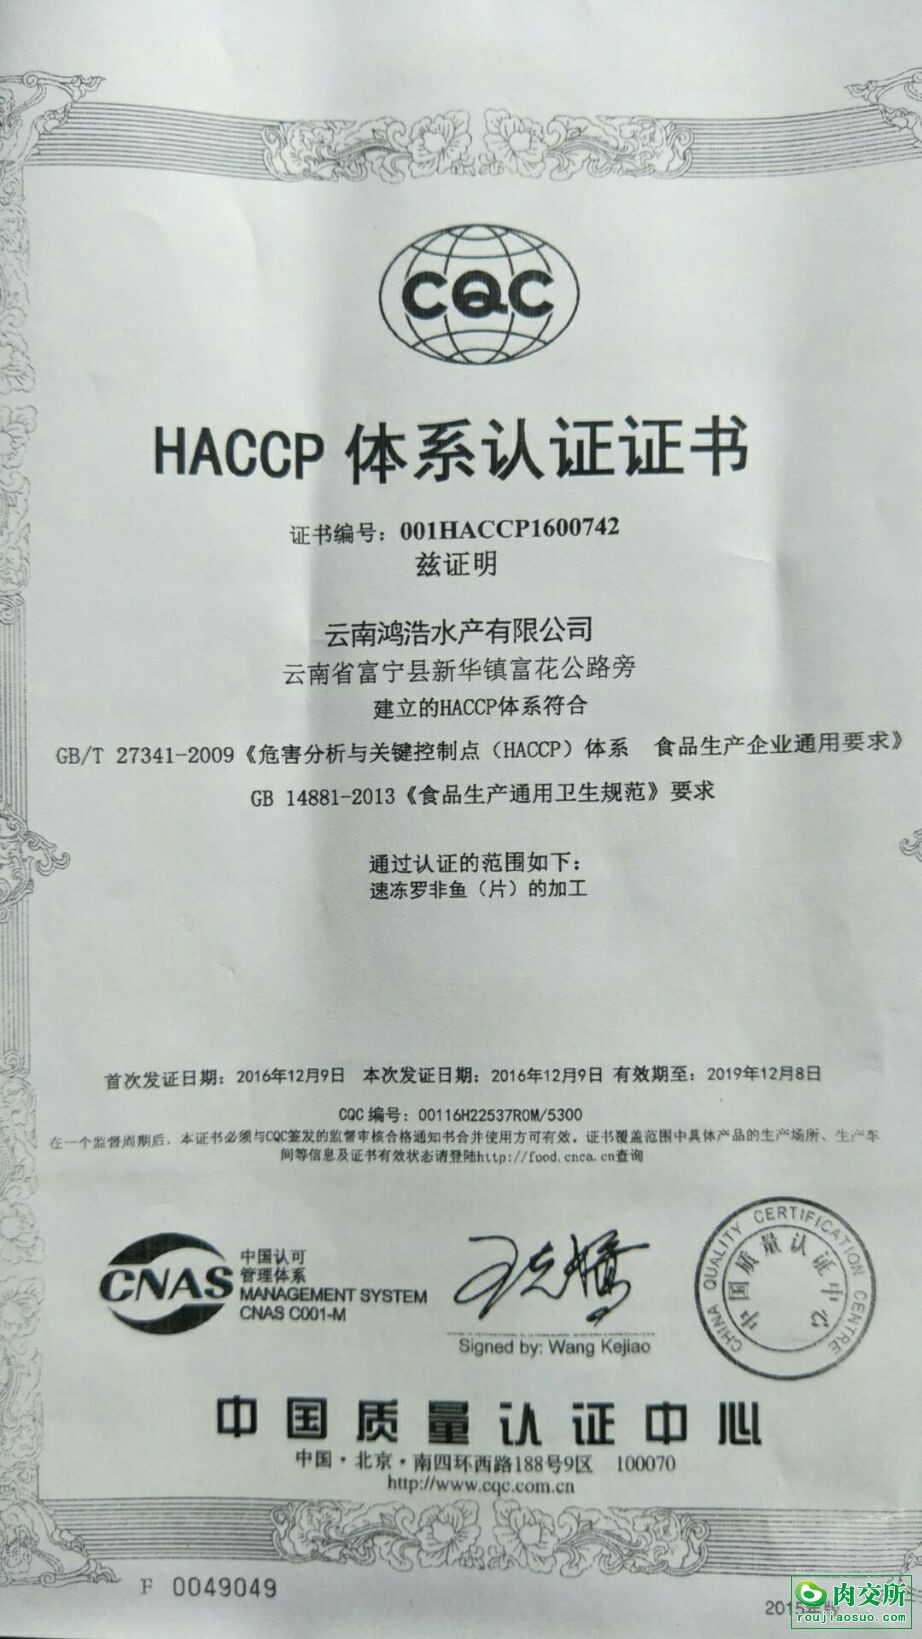 CQC
HACCP 体系认证证书
证书编号：001HACCP1600742
兹证明
云南鸿浩水产有限公司
云南省富宁县新华镇富花公路旁
建立的HACCP体系符合
GB/T 27341-2009《危害分析与关键控制点（HACCP）体系 食品生产企业通用要求》
GB 14881-2013《食品生产通用卫生规范》要求
通过认证的范围如下：
速冻罗非鱼（片）的加工
首次发证日期：2016年12月9日 本次发证日期：2016年12月9日 有效期至：2019年12月8日
CQC 编号：00116H22537R0M/5300
在一个监督周期后，本证书必须与CQC签发的监督审核合格通知书合并使用方可有效。证书覆盖范围中具体产品的生产场所、生产车
间等信息及证书有效状态请登陆http://food.cnca.cn查询
CNAS
中国认可
管理体系
MANAGEMENT SYSTEM
CNAS C001-M
王克娇
Signed by: Wang Kejiao
CHINA QUALITY CERTIFICATION CENTRE
中国质量认证中心
中国质量认证中心
中国·北京·南四环西路188号9区 100070
http://www.cqc.com.cn
F 0049049
2015年
肉交所
roujiaosuo.com